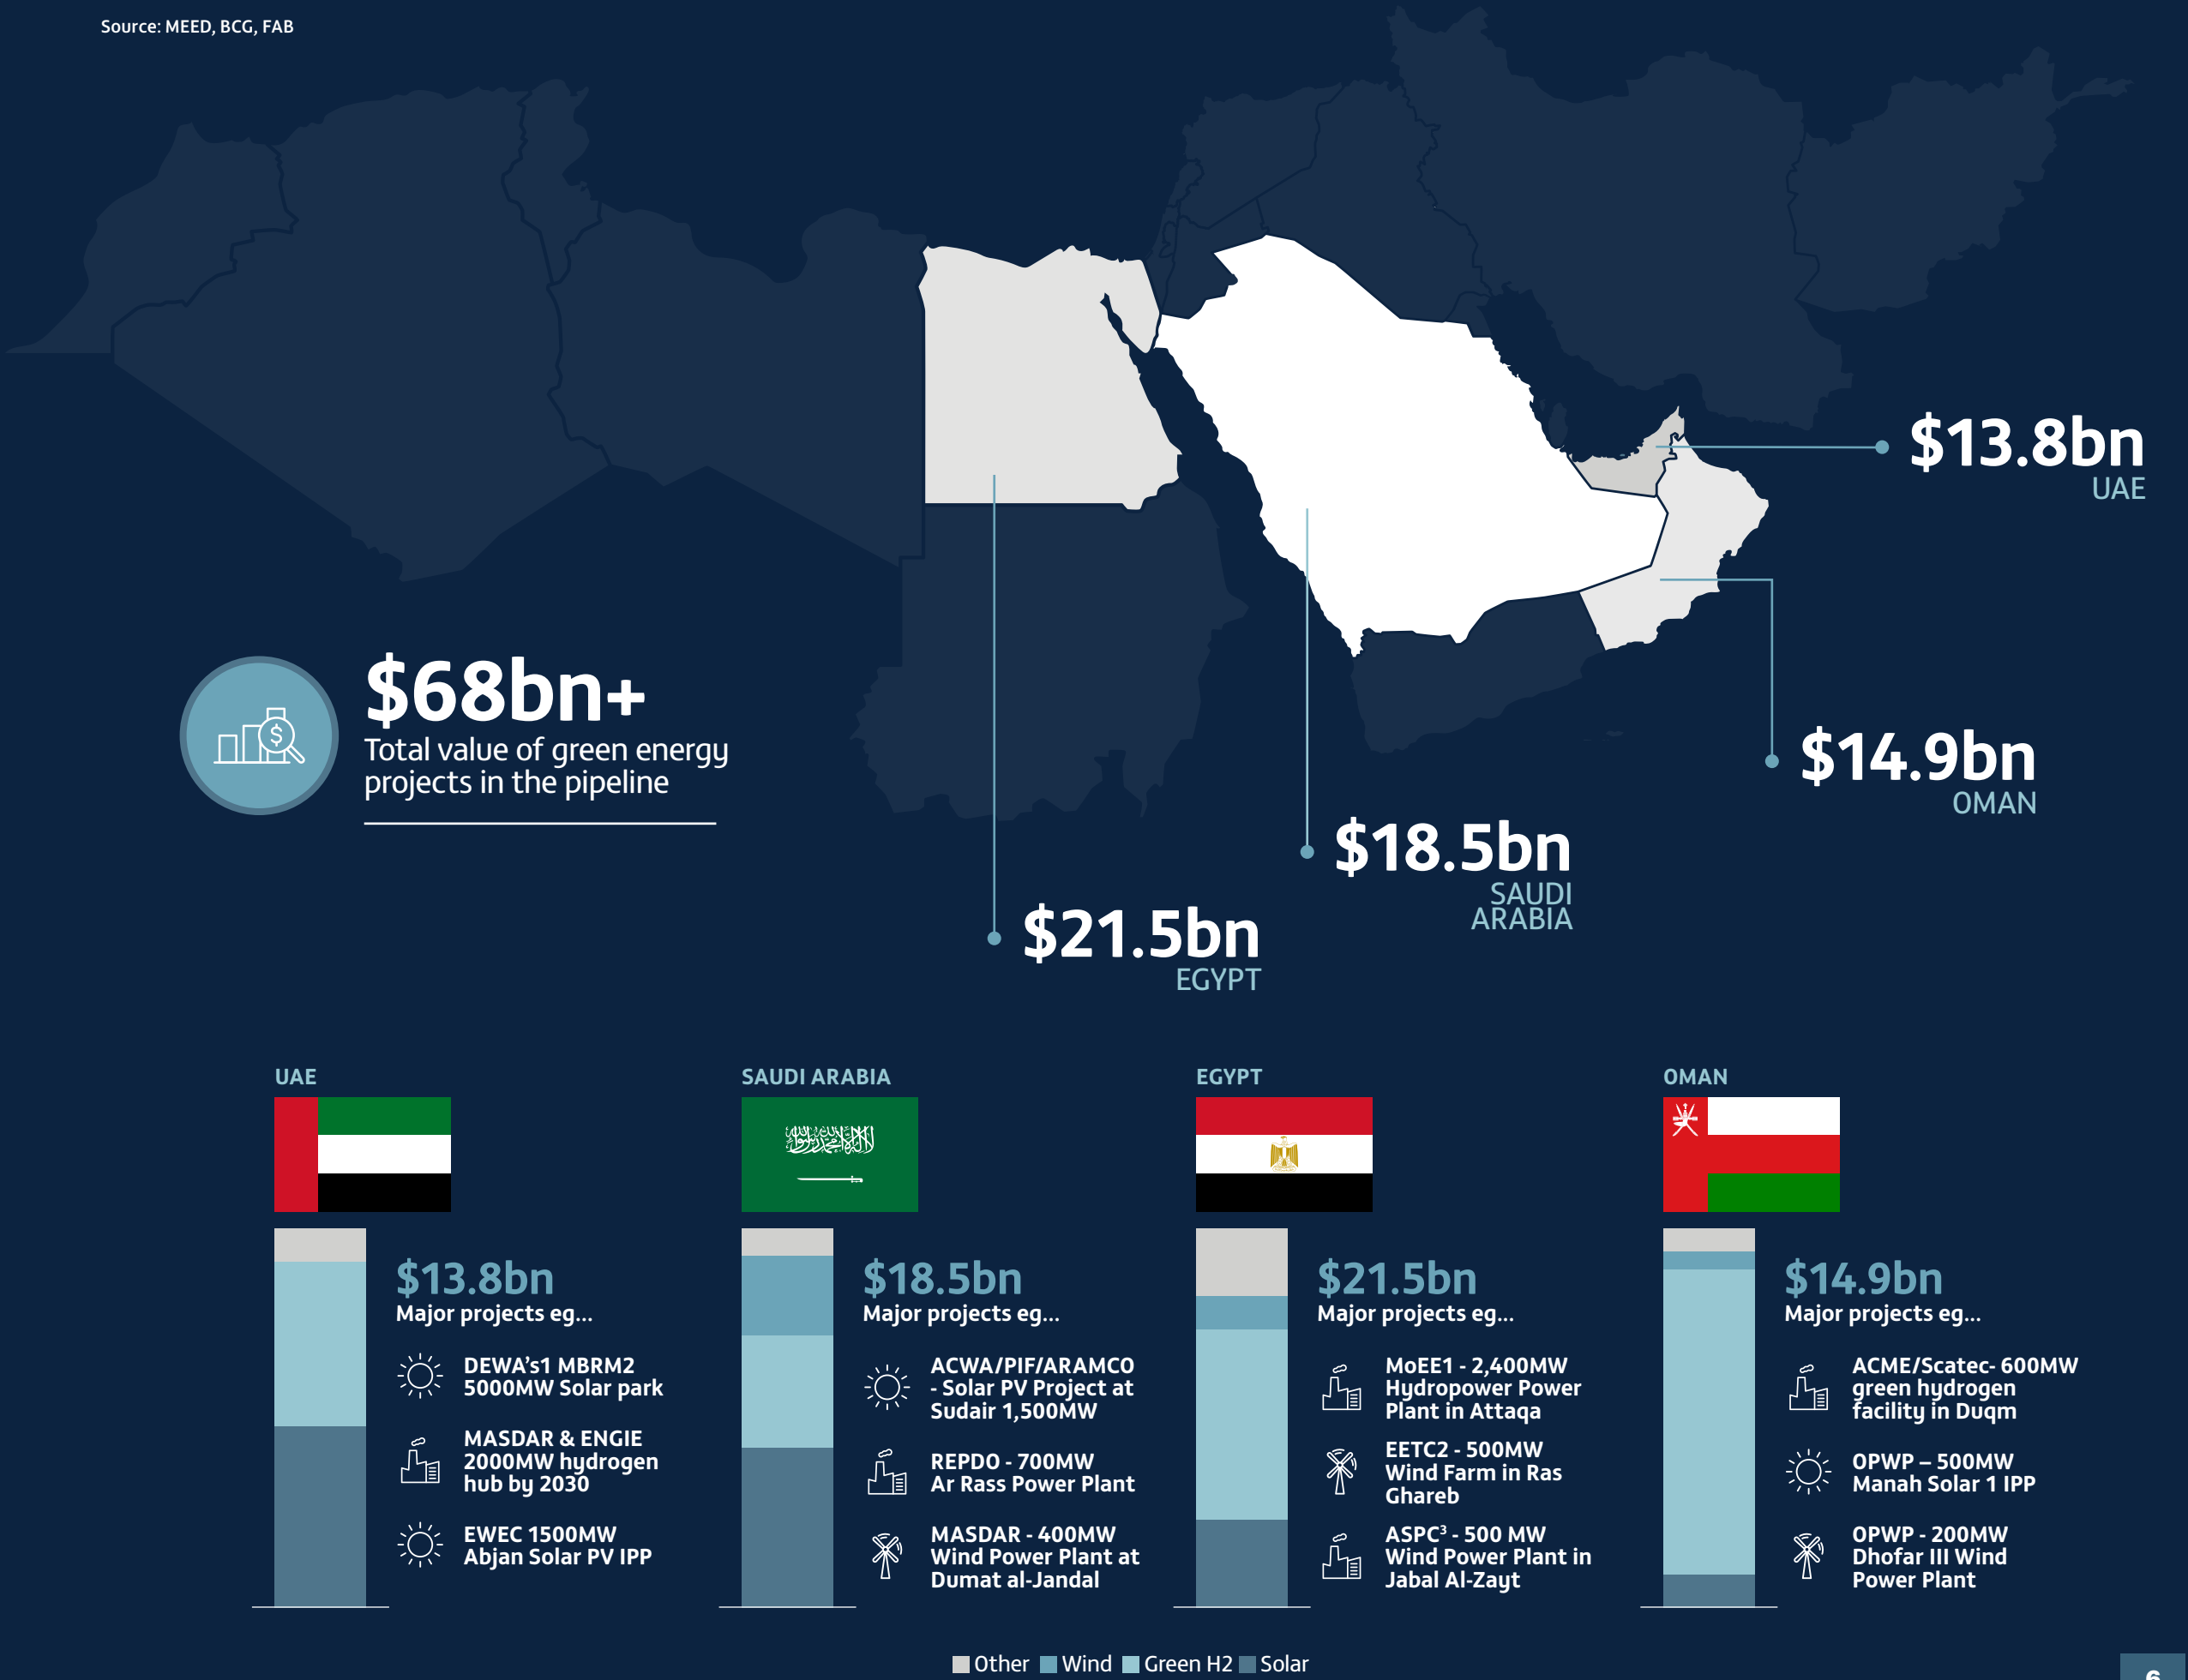 Source: MEED, BCG, FAB
$13.8bn
UAE
$68bn+
Total value of green energy
projects in the pipeline
$14.9bn
OMAN
$18.5bn
SAUDI
ARABIA
$21.5bn
EGYPT
UAE
$13.8bn
Major projects eg...
DEWA’s1 MBRM2
5000MW Solar park
MASDAR & ENGIE
2000MW hydrogen
hub by 2030
EWEC 1500MW
Abjan Solar PV IPP
SAUDI ARABIA
$18.5bn
Major projects eg...
ACWA/PIF/ARAMCO
- Solar PV Project at
Sudair 1,500MW
REPDO - 700MW
Ar Rass Power Plant
MASDAR - 400MW
Wind Power Plant at
Dumat al-Jandal
EGYPT
$21.5bn
Major projects eg...
MoEE1 - 2,400MW
Hydropower Power
Plant in Attaqa
EETC2 - 500MW
Wind Farm in Ras
Ghareb
ASPC³ - 500 MW
Wind Power Plant in
Jabal Al-Zayt
OMAN
$14.9bn
Major projects eg...
ACME/Scatec- 600MW
green hydrogen
facility in Duqm
OPWP – 500MW
Manah Solar 1 IPP
OPWP - 200MW
Dhofar III Wind
Power Plant
Other Wind Green H2 Solar